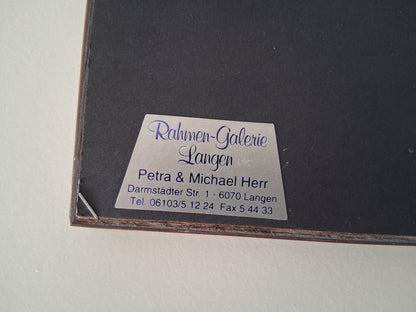 Rahmen-Galerie
Langen
Petra & Michael Herr
Darmstädter Str. 1 - 6070 Langen
Tel. 06103/5 12 24 Fax 5 44 33